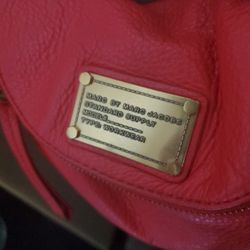 MARC BY MARC JACOBS
STANDARD SUPPLY
MODEL.........
TYPE: WORKWEAR